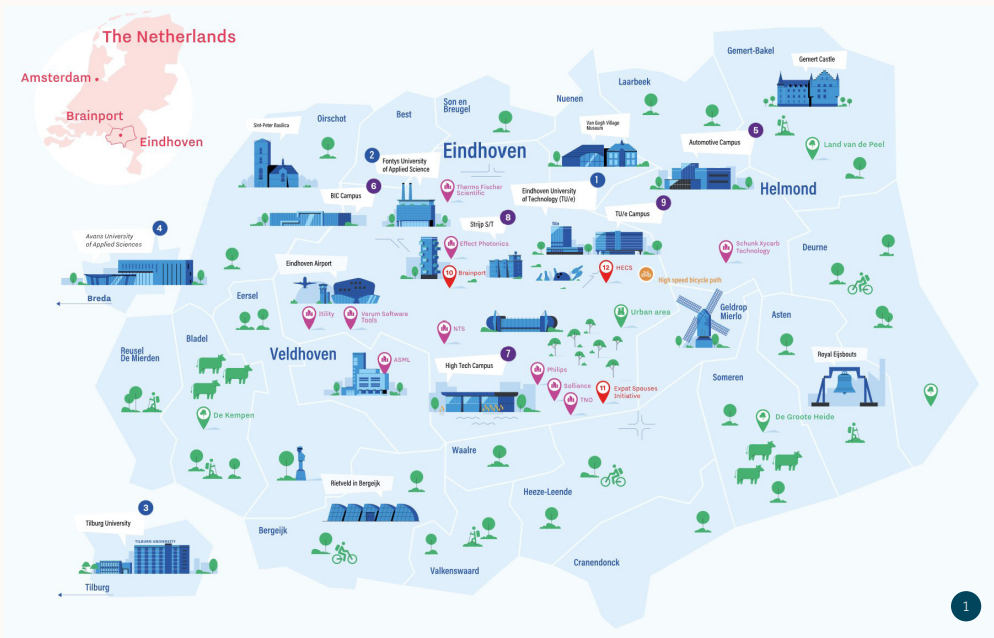 The Netherlands
Amsterdam
Brainport
Eindhoven
Gemert-Bakel
Gemert Castle
Laarbeek
Nuenen
Son en
Breugel
Best
Oirschot
Sint-Peter Basilica
Van Gogh Village
Museum
5
Automotive Campus
Land van de Peel
Eindhoven
2
Fontys University
of Applied Science
Thermo Fischer
Scientific
1
Eindhoven University
of Technology (TU/e)
Helmond
6
BIC Campus
9
TU/e Campus
8
Strijp S/T
4
Avans University
of Applied Sciences
Effect Photonics
Schunk Xycarb
Technology
Deurne
Eindhoven Airport
10
Brainport
12
HECS
High speed bicycle path
Breda
Eersel
Itility
Varum Software
Tools
Urban area
Geldrop
Mierlo
Asten
NTS
Bladel
Reusel
De Mierden
Veldhoven
ASML
7
High Tech Campus
Royal Eijsbouts
Philips
Someren
Solliance
11
Expat Spouses
Initiative
TNO
De Kempen
De Groote Heide
Waalre
Rietveld in Bergeijk
Heeze-Leende
3
Tilburg University
TILBURG UNIVERSITY
Bergeijk
Valkenswaard
Cranendonck
Tilburg
1